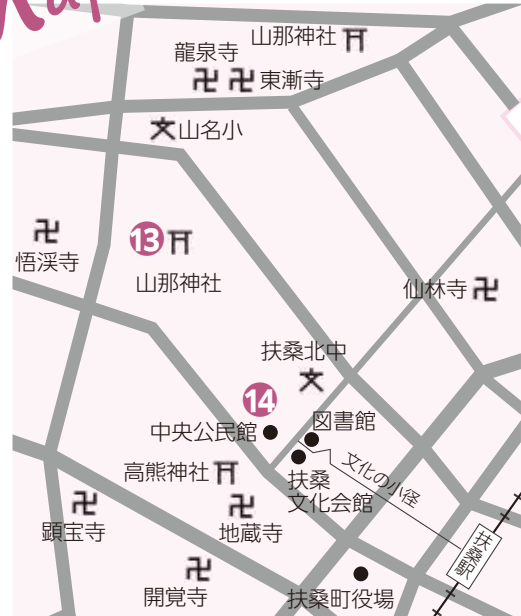 Map
山那神社
龍泉寺
東漸寺
文山名小
13
悟渓寺
山那神社
仙林寺
扶桑北中
文
14
図書館
中央公民館
文化の小径
扶桑
文化会館
高熊神社
顕宝寺
地蔵寺
扶桑駅
開覚寺
扶桑町役場